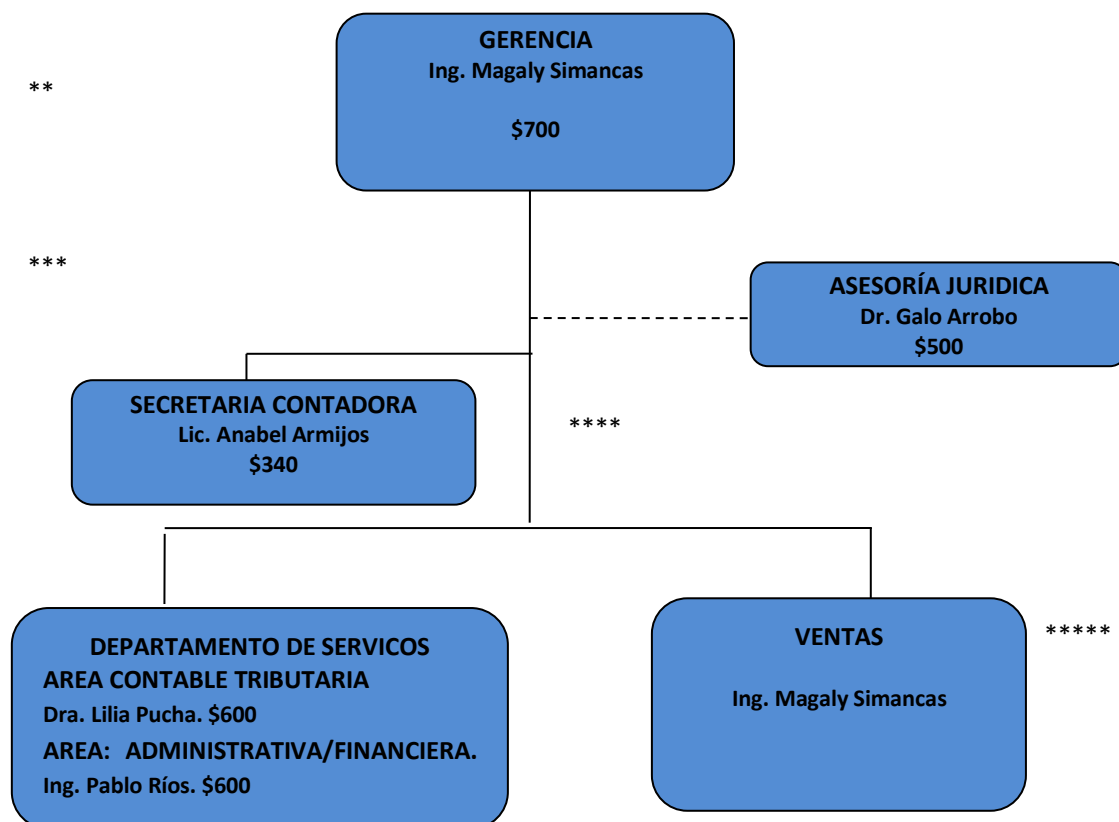 GERENCIA
Ing. Magaly Simancas
**
$700
***
ASESORÍA JURIDICA
Dr. Galo Arrobo
$500
SECRETARIA CONTADORA
Lic. Anabel Armijos
$340
****
DEPARTAMENTO DE SERVICOS
AREA CONTABLE TRIBUTARIA
Dra. Lilia Pucha. $600
AREA: ADMINISTRATIVA/FINANCIERA.
Ing. Pablo Ríos. $600
VENTAS
Ing. Magaly Simancas
*****